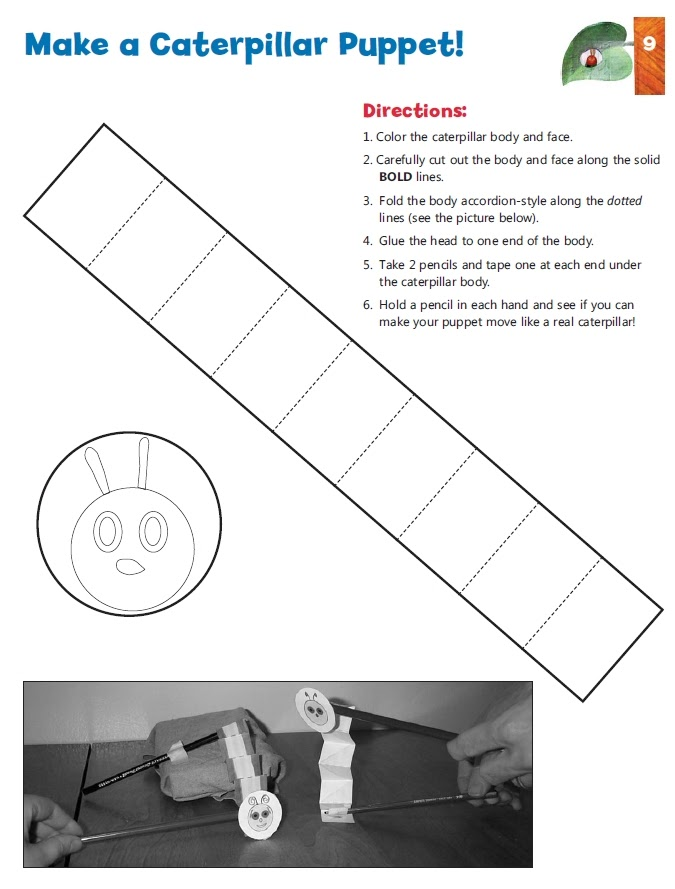 Make a Caterpillar Puppet!
9
Directions:
1. Color the caterpillar body and face.
2. Carefully cut out the body and face along the solid
BOLD lines.
3. Fold the body accordion-style along the dotted
lines (see the picture below).
4. Glue the head to one end of the body.
5. Take 2 pencils and tape one at each end under
the caterpillar body.
6. Hold a pencil in each hand and see if you can
make your puppet move like a real caterpillar!